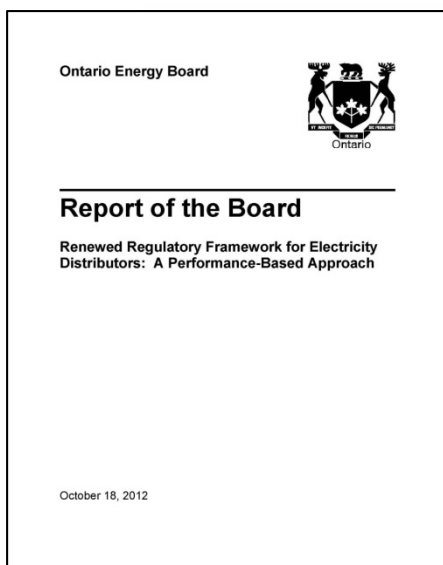 Ontario Energy Board
Ontario
Report of the Board
Renewed Regulatory Framework for Electricity
Distributors:  A Performance-Based Approach
October 18, 2012